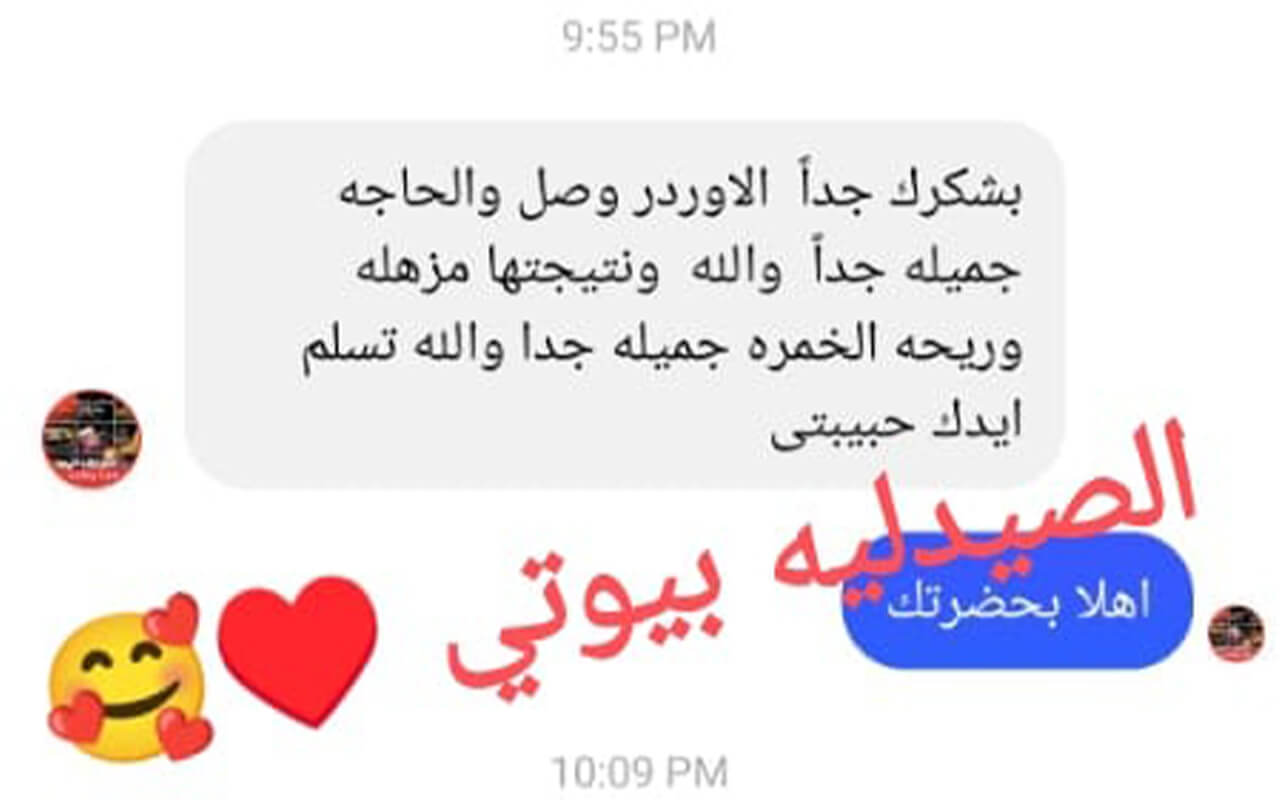 9:55 PM
بشكرك جداً الاوردر وصل والحاجه
جميله جداً والله ونتيجتها مزهله
وريحه الخمره جميله جدا والله تسلم
ايدك حبيبتى
الصيدليه بيوتي
اهلا بحضرتك
10:09 PM